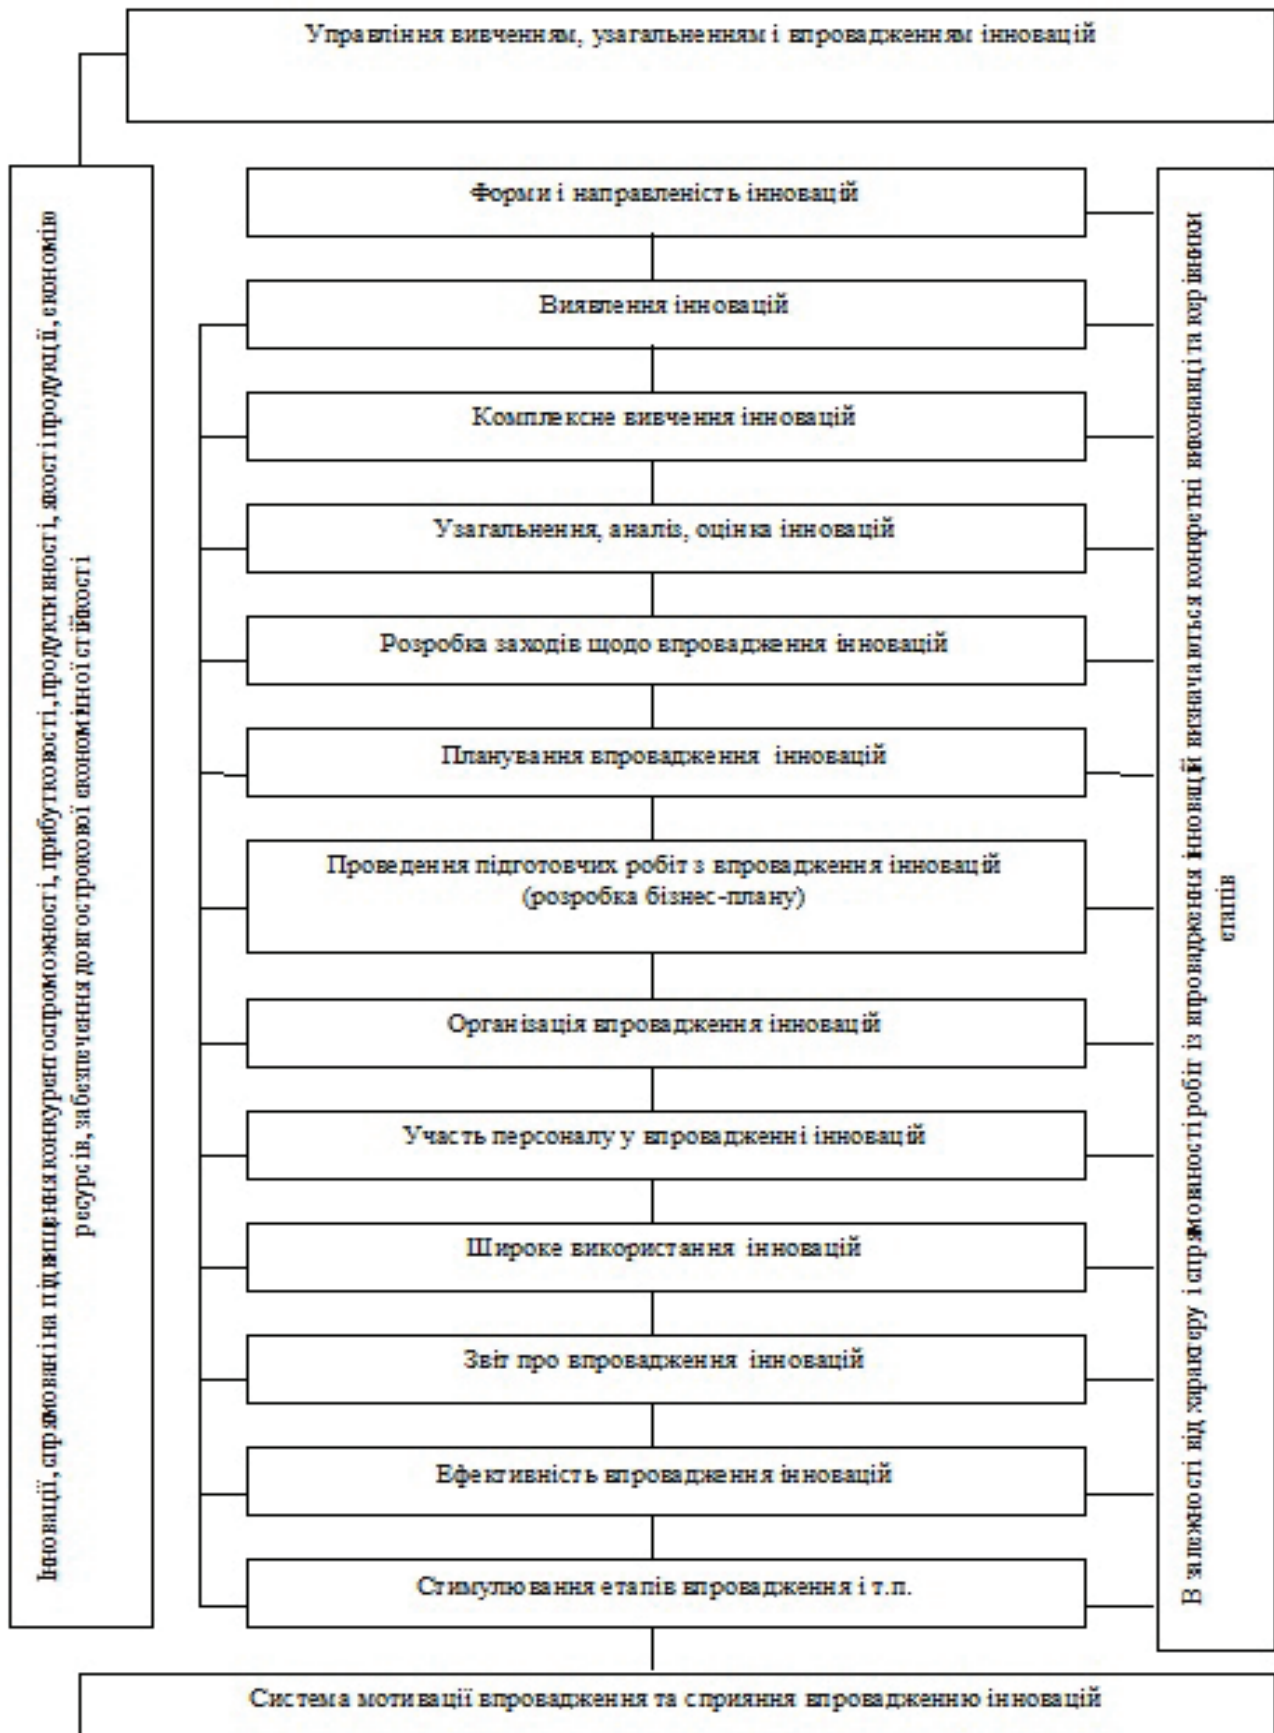 Управління вивченням, узагальненням і впровадженням інновацій
Інновації, спрямовані на підвищення конкурентоспроможності, прибутковості, продуктивності, якості продукції, економію
ресурсів, забезпечення довгострокової економічної стійкості
Форми і направленість інновацій
Виявлення інновацій
Комплексне вивчення інновацій
Узагальнення, аналіз, оцінка інновацій
Розробка заходів щодо впровадження інновацій
Планування впровадження інновацій
Проведення підготовчих робіт з впровадження інновацій
(розробка бізнес-плану)
Організація впровадження інновацій
Участь персоналу у впровадженні інновацій
Широке використання інновацій
Звіт про впровадження інновацій
Ефективність впровадження інновацій
Стимулювання етапів впровадження і т.п.
В залежності від характеру і спрямованості робіт із впровадження інновацій визначаються конкретні виконавці та керівники
етапів
Система мотивації впровадження та сприяння впровадженню інновацій